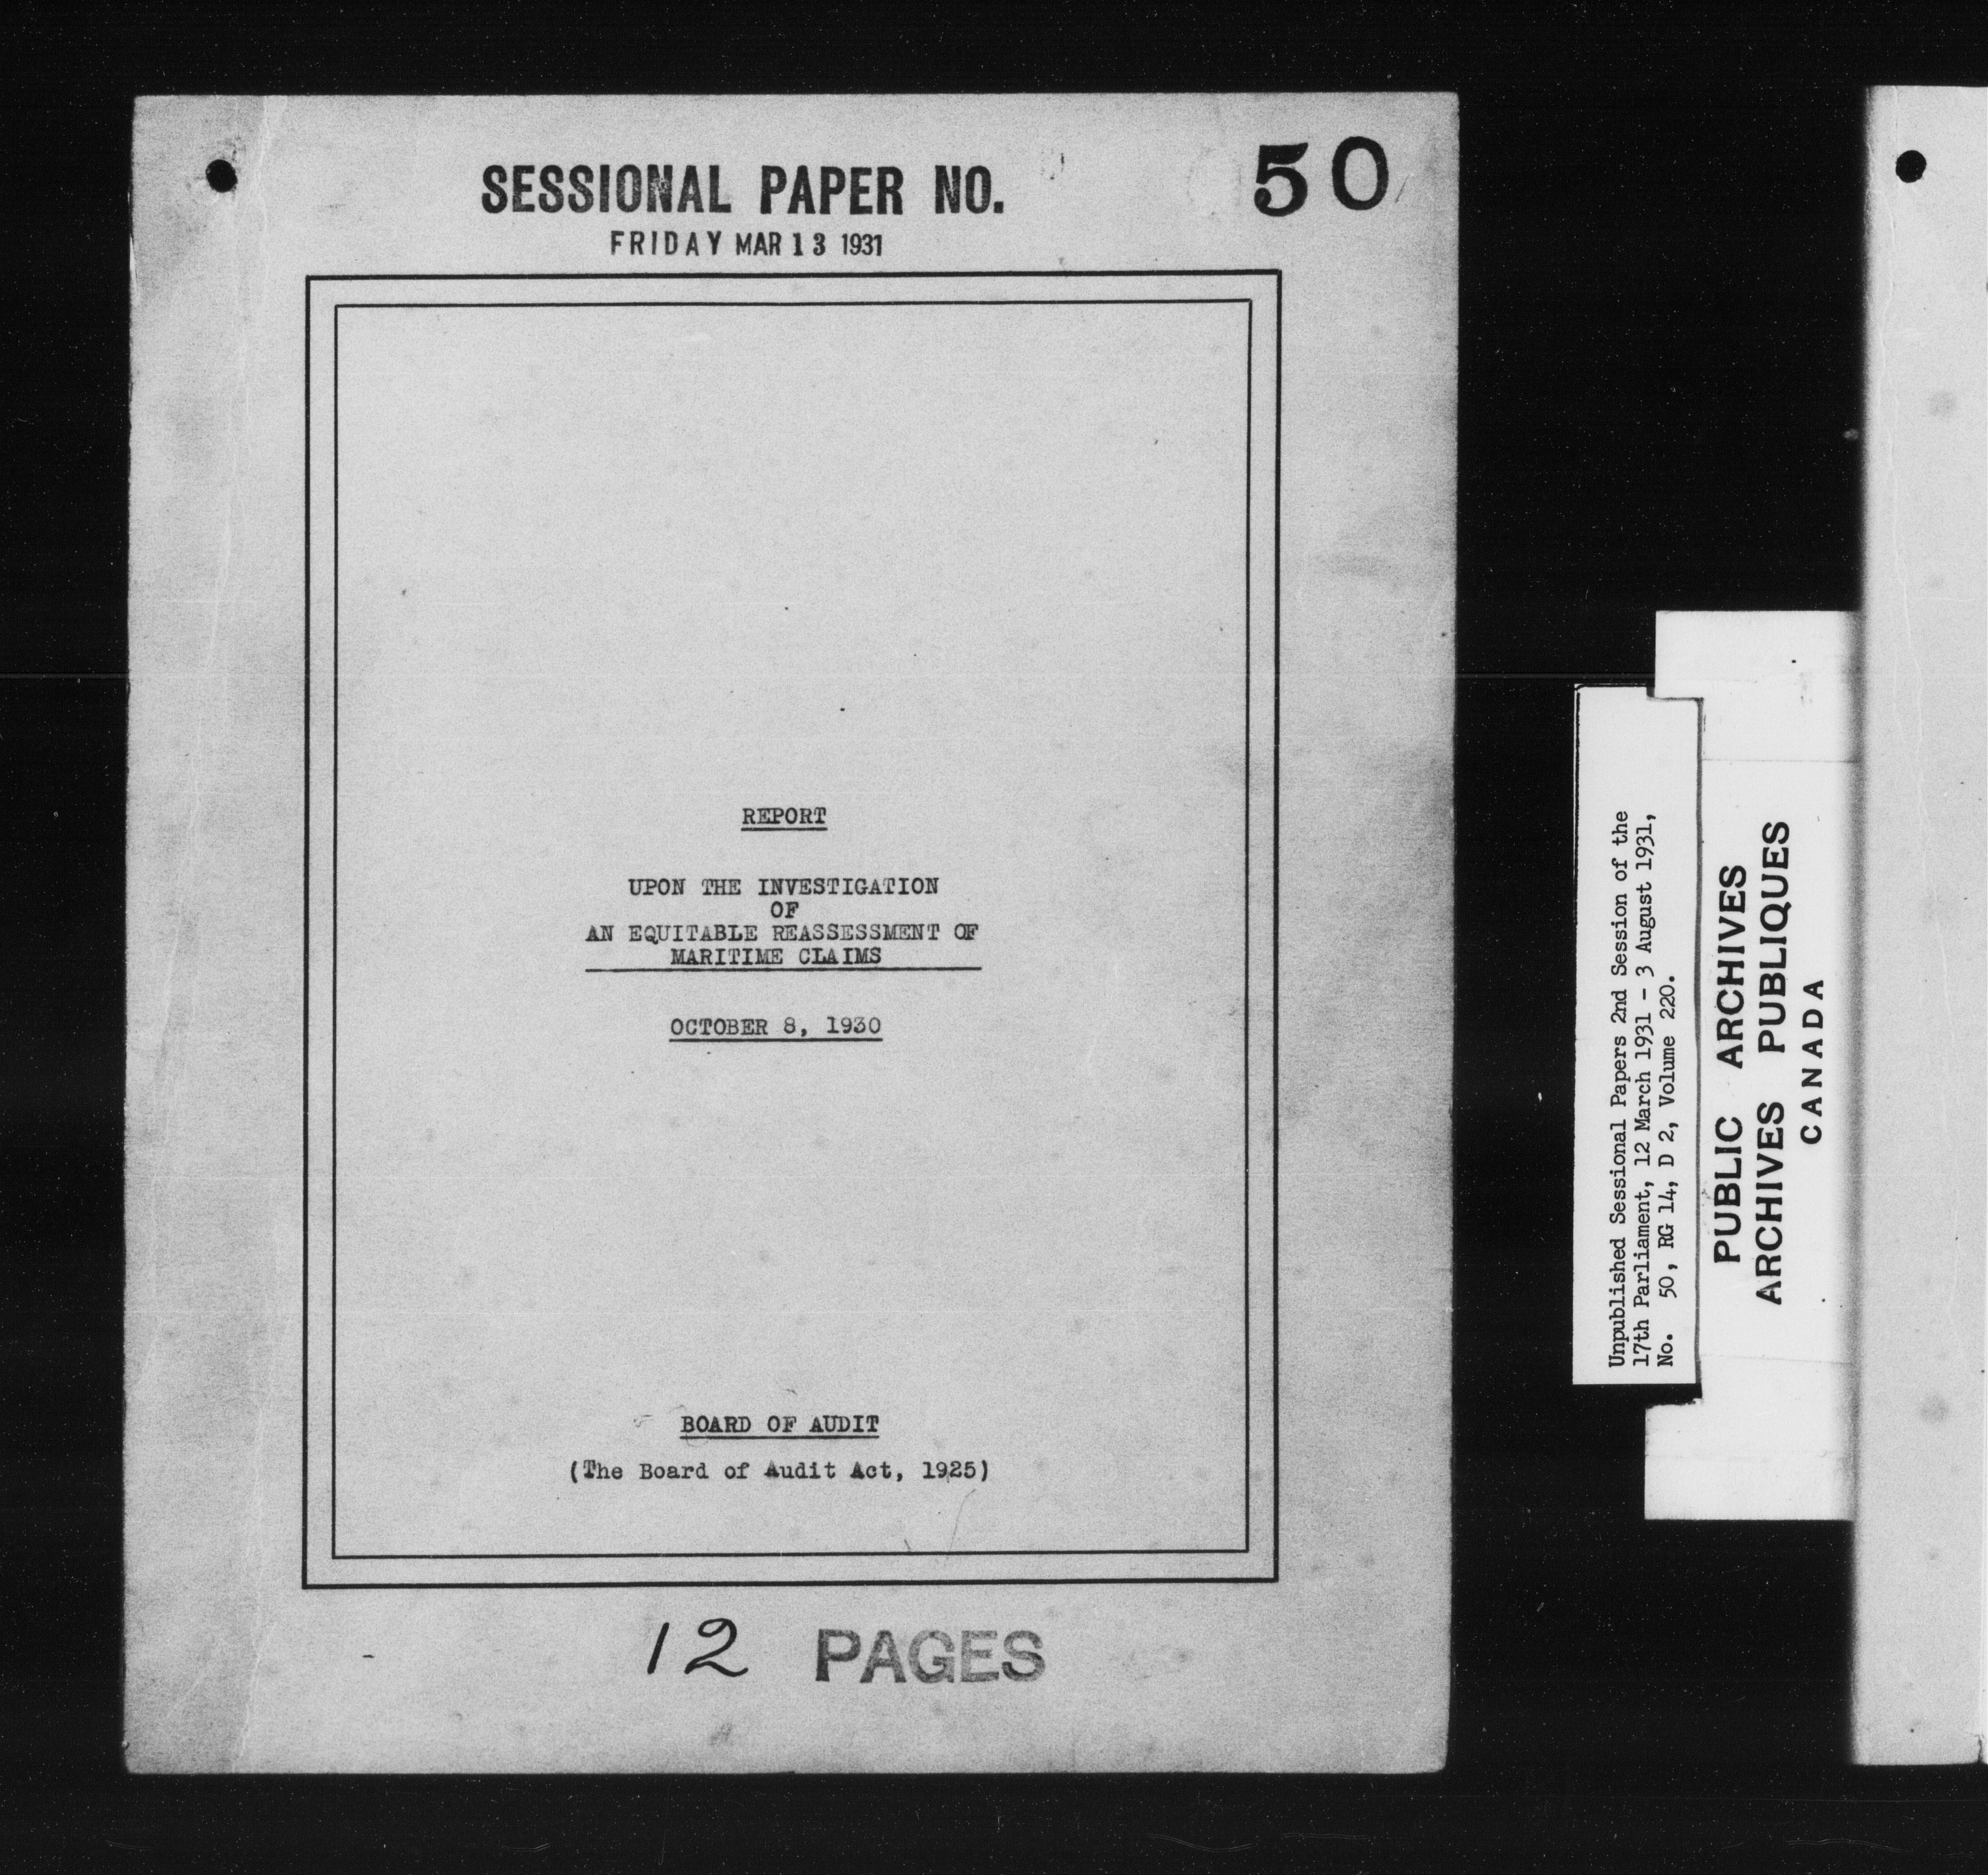 SESSIONAL PAPER NO. 50
FRIDAY MAR 13 1931
REPORT
UPON THE INVESTIGATION
OF
AN EQUITABLE REASSESSMENT OF
MARITIME CLAIMS
OCTOBER 8, 1930
BOARD OF AUDIT
(The Board of Audit Act, 1925)
12 PAGES
Unpublished Sessional Papers 2nd Session of the
17th Parliament, 12 March 1931 - 3 August 1931,
No. 50, RG 14, D 2, Volume 220.
PUBLIC ARCHIVES
ARCHIVES PUBLIQUES
CANADA